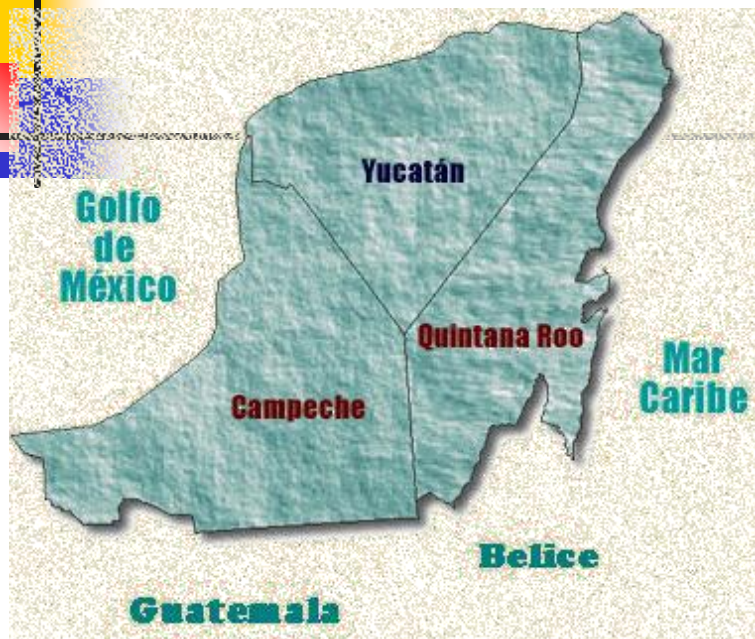 Yucatán
Golfo
de
México
Quintana Roo
Mar
Caribe
Campeche
Belice
Guatemala